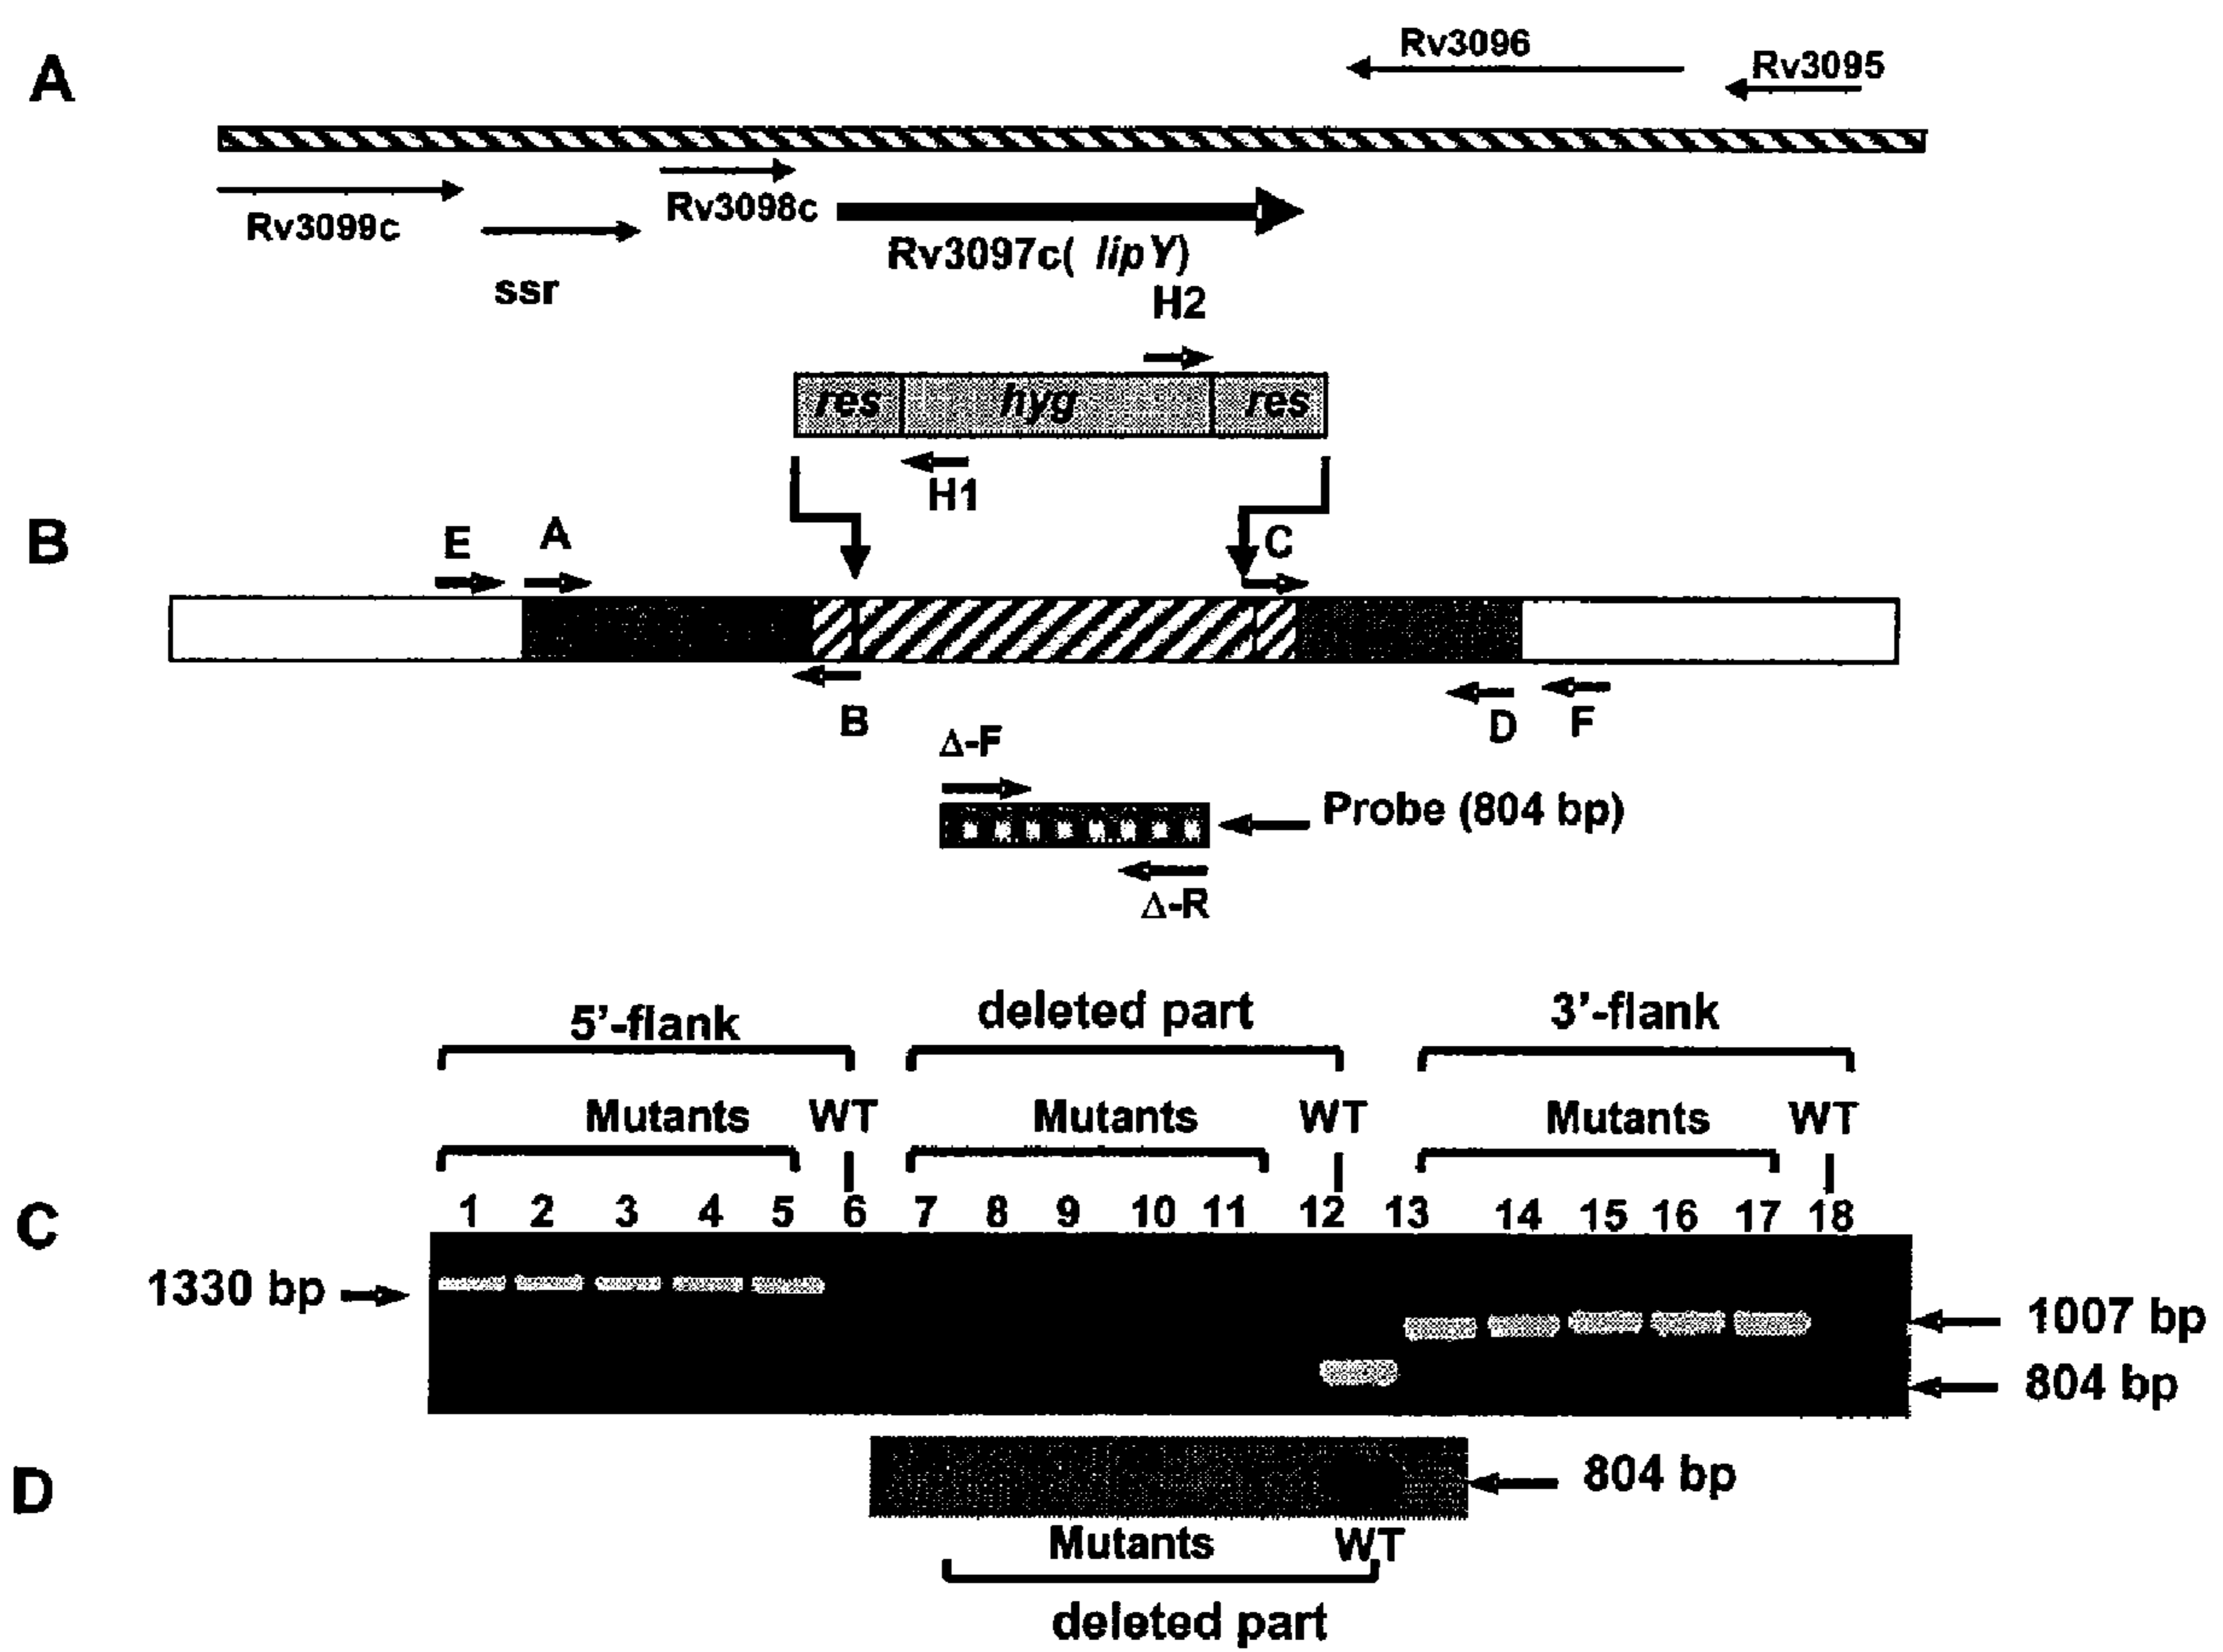 A
Rv3096
Rv3095
Rv3099c
Rv3098c
Rv3097c( lipY)
ssr
H2
res hyg res
H1
B
E A C
B D F
Δ-F
Probe (804 bp)
Δ-R
5’-flank deleted part 3’-flank
Mutants WT Mutants WT Mutants WT
1 2 3 4 5 6 7 8 9 10 11 12 13 14 15 16 17 18
C
1330 bp
1007 bp
804 bp
D
804 bp
Mutants WT
deleted part